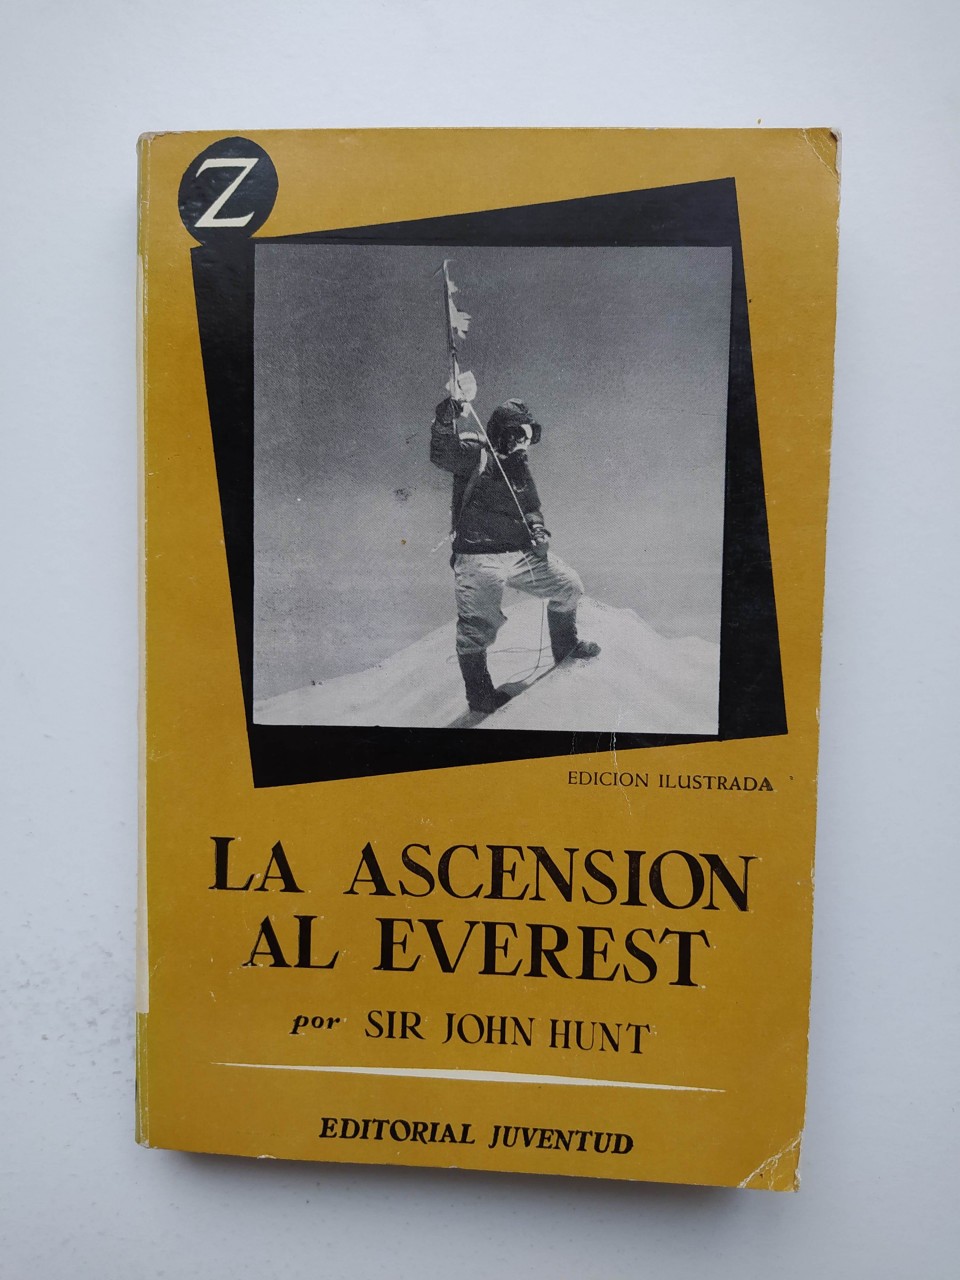 Z
EDICION ILUSTRADA
LA ASCENSION
AL EVEREST
por SIR JOHN HUNT
EDITORIAL JUVENTUD